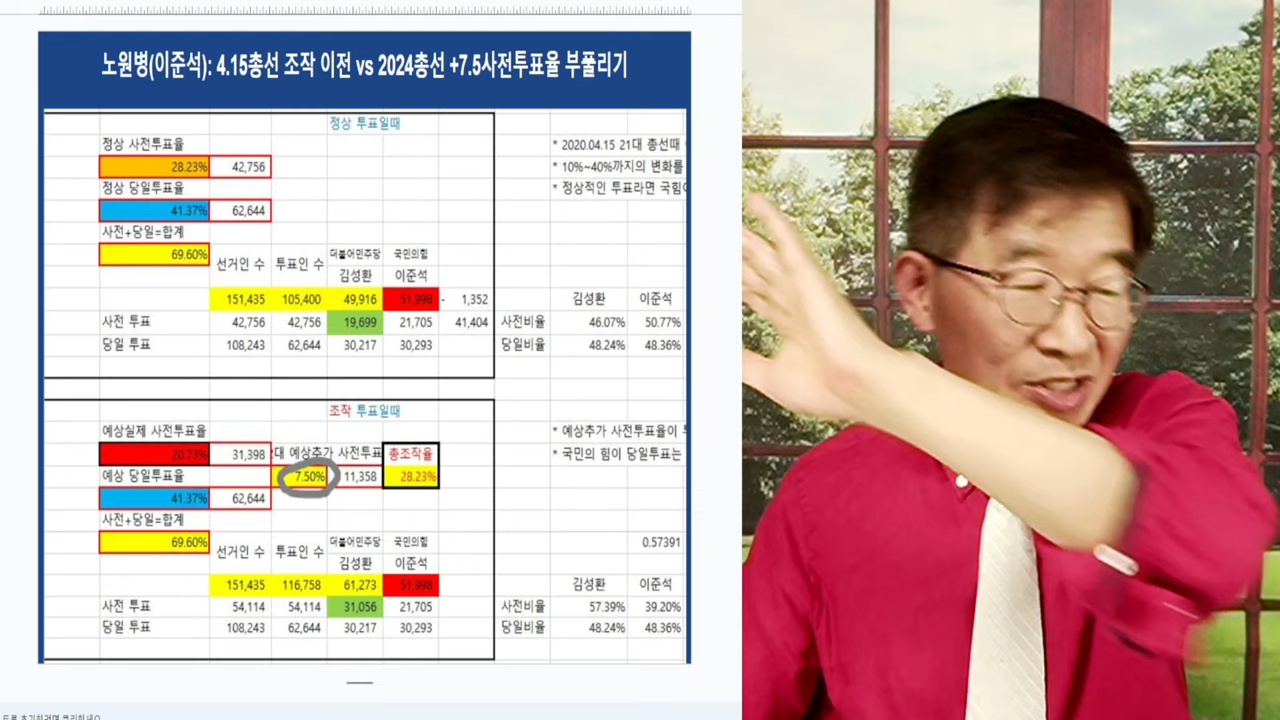 노원병(이준석): 4.15총선 조작 이전 vs 2024총선 +7.5사전투표율 부풀리기
정상 투표일때
정상 사전투표율
28.23% 42,756
정상 당일투표율
41.37% 62,644
사전+당일=합계
69.60%
선거인 수 투표인 수 더불어민주당 국민의힘
김성환 이준석
151,435 105,400 49,916 51,998 - 1,352
사전 투표 42,756 42,756 19,699 21,705 41,404
당일 투표 108,243 62,644 30,217 30,293
* 2020.04.15 21대 총선때
* 10%~40%까지의 변화를
* 정상적인 투표라면 국힘이
김성환 이준석
사전비율 46.07% 50.77%
당일비율 48.24% 48.36%
조작 투표일때
예상실제 사전투표율
20.73% 31,398 대 예상추가 사전투표 총조작율
예상 당일투표율 7.50% 11,358 28.23%
41.37% 62,644
사전+당일=합계
69.60%
선거인 수 투표인 수 더불어민주당 국민의힘
김성환 이준석
151,435 116,758 61,273 51,998
사전 투표 54,114 54,114 31,056 21,705
당일 투표 108,243 62,644 30,217 30,293
* 예상추가 사전투표율이
* 국민의 힘이 당일투표는
0.57391
김성환 이준석
사전비율 57.39% 39.20%
당일비율 48.24% 48.36%